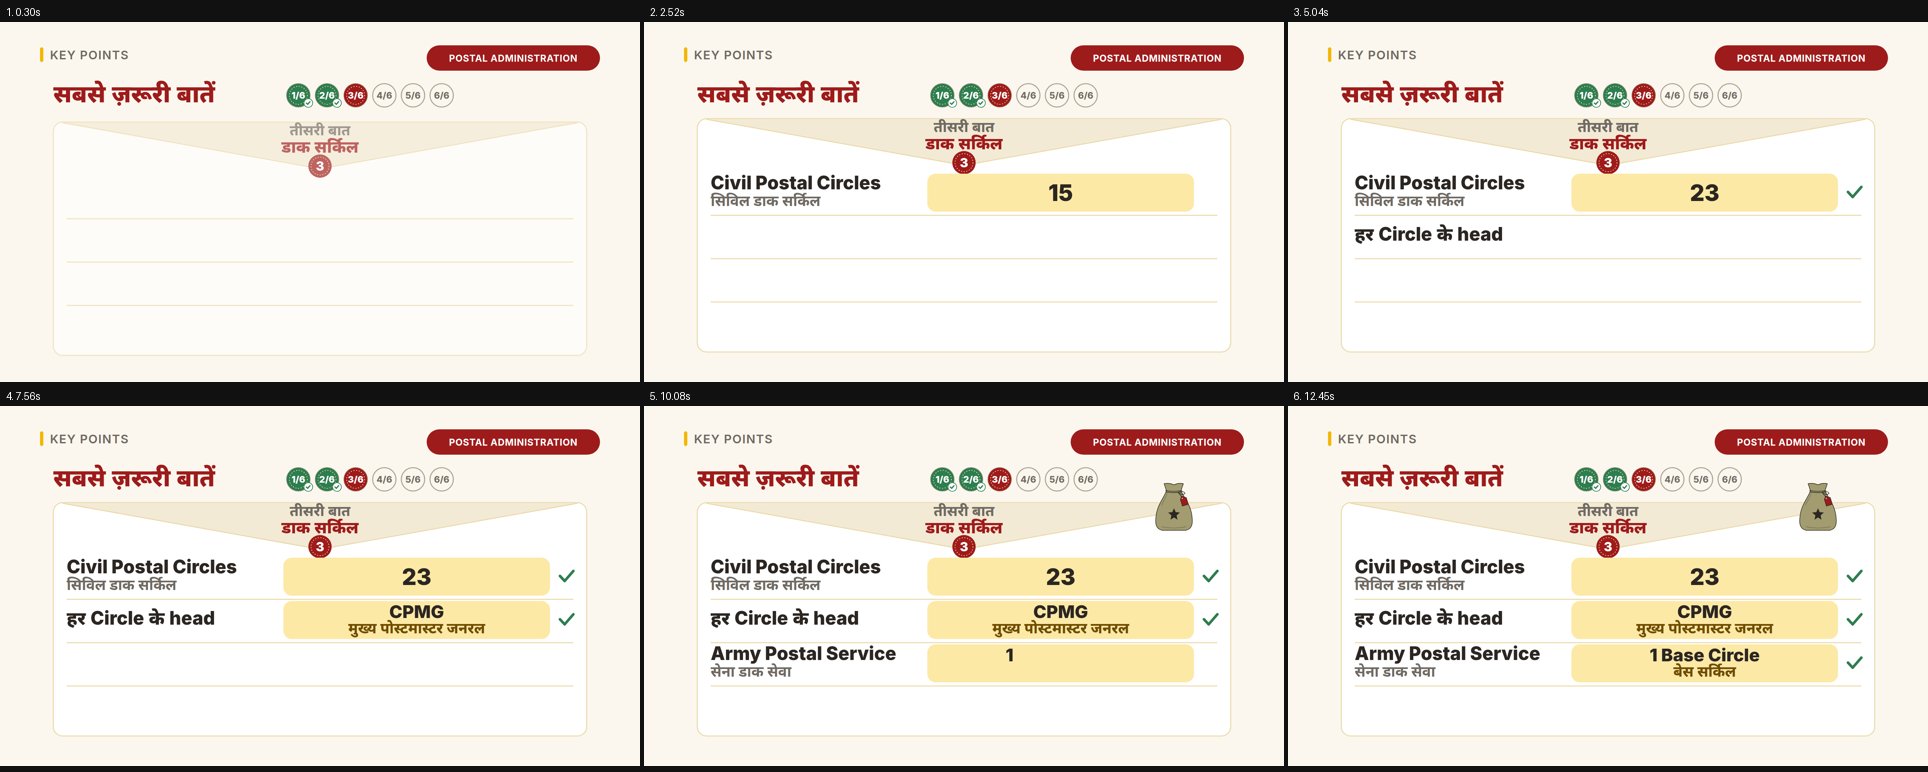 1. 0.30s
KEY POINTS
POSTAL ADMINISTRATION
सबसे ज़रूरी बातें
1/6 2/6 3/6 4/6 5/6 6/6
तीसरी बात
डाक सर्किल
3
2. 2.52s
KEY POINTS
POSTAL ADMINISTRATION
सबसे ज़रूरी बातें
1/6 2/6 3/6 4/6 5/6 6/6
तीसरी बात
डाक सर्किल
3
Civil Postal Circles
सिविल डाक सर्किल
15
3. 5.04s
KEY POINTS
POSTAL ADMINISTRATION
सबसे ज़रूरी बातें
1/6 2/6 3/6 4/6 5/6 6/6
तीसरी बात
डाक सर्किल
3
Civil Postal Circles
सिविल डाक सर्किल
23
हर Circle के head
4. 7.56s
KEY POINTS
POSTAL ADMINISTRATION
सबसे ज़रूरी बातें
1/6 2/6 3/6 4/6 5/6 6/6
तीसरी बात
डाक सर्किल
3
Civil Postal Circles
सिविल डाक सर्किल
23
हर Circle के head
CPMG
मुख्य पोस्टमास्टर जनरल
5. 10.08s
KEY POINTS
POSTAL ADMINISTRATION
सबसे ज़रूरी बातें
1/6 2/6 3/6 4/6 5/6 6/6
तीसरी बात
डाक सर्किल
3
Civil Postal Circles
सिविल डाक सर्किल
23
हर Circle के head
CPMG
मुख्य पोस्टमास्टर जनरल
Army Postal Service
सेना डाक सेवा
1
6. 12.45s
KEY POINTS
POSTAL ADMINISTRATION
सबसे ज़रूरी बातें
1/6 2/6 3/6 4/6 5/6 6/6
तीसरी बात
डाक सर्किल
3
Civil Postal Circles
सिविल डाक सर्किल
23
हर Circle के head
CPMG
मुख्य पोस्टमास्टर जनरल
Army Postal Service
सेना डाक सेवा
1 Base Circle
बेस सर्किल